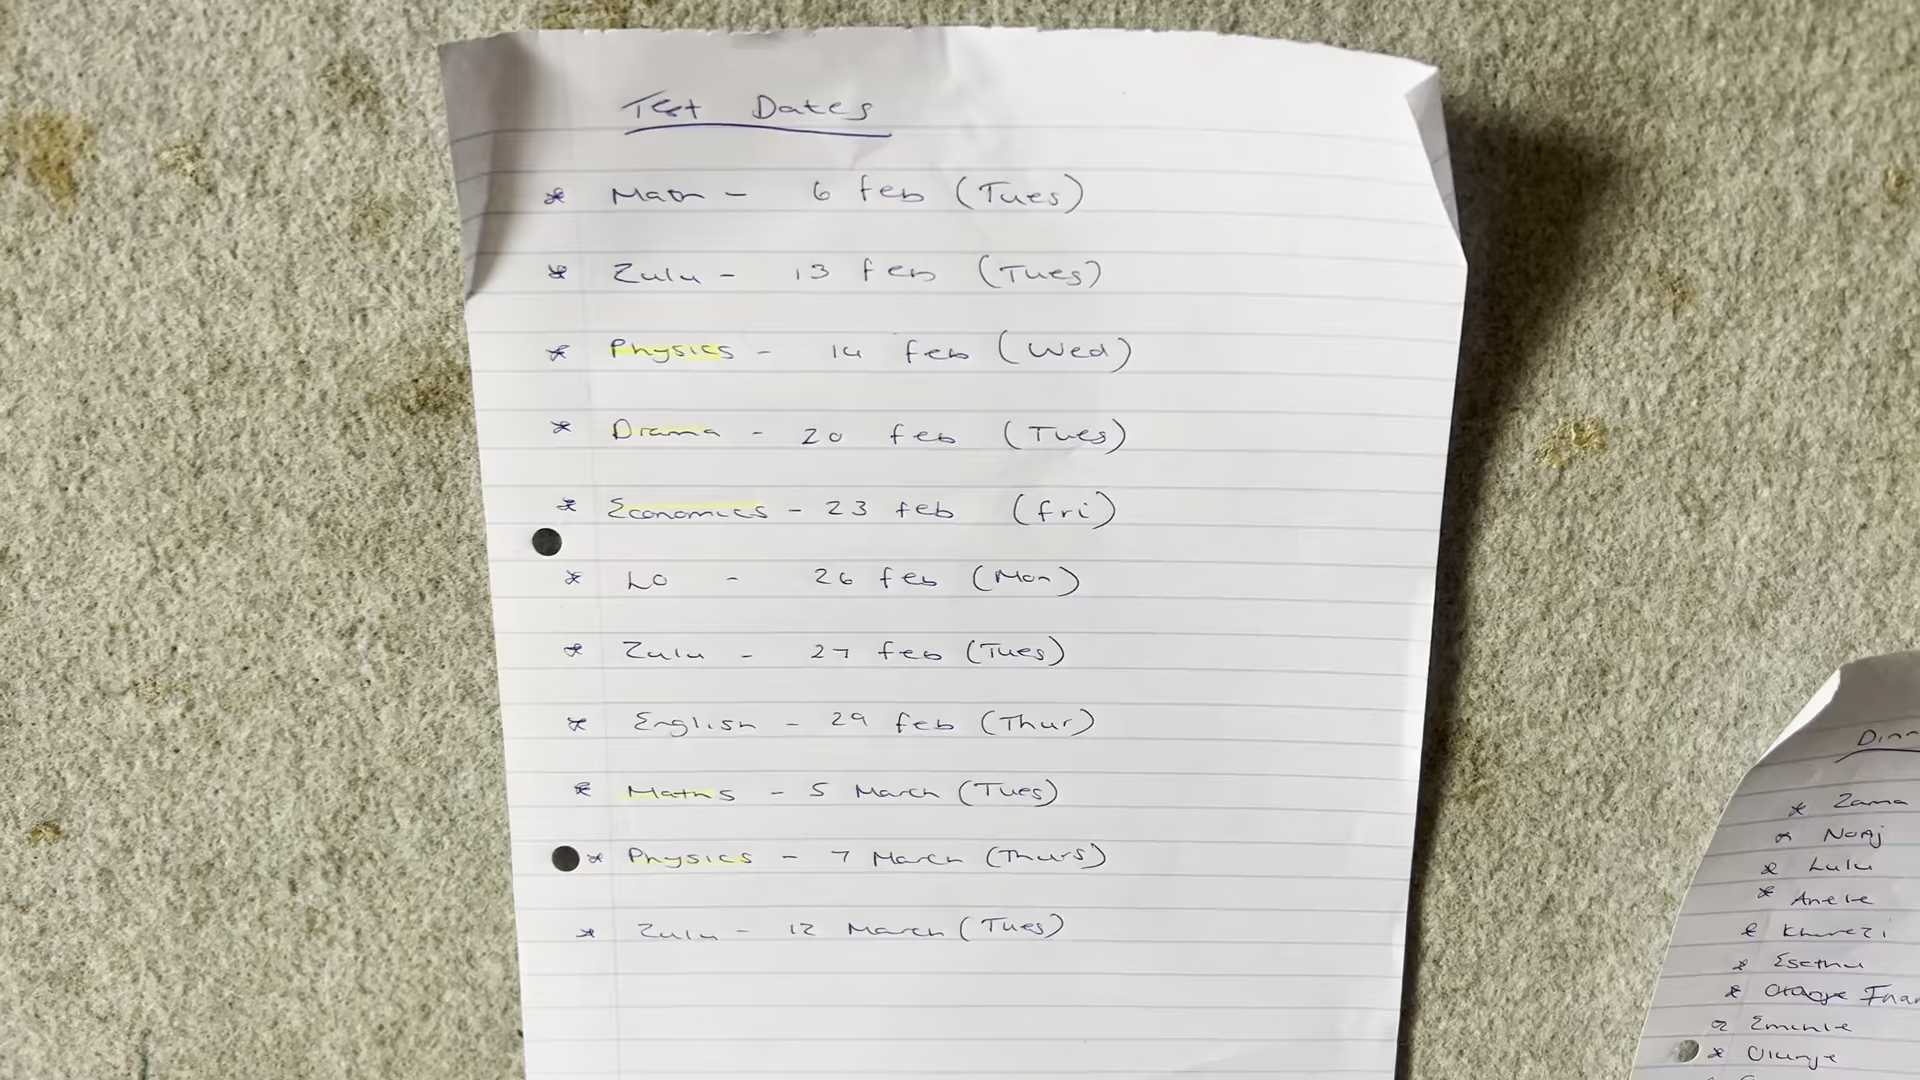 Test Dates
* Math - 6 feb (Tues)
* Zulu - 13 feb (Tues)
* Physics - 14 feb (Wed)
* Drama - 20 feb (Tues)
* Economics - 23 feb (fri)
* LO - 26 feb (Mon)
* Zulu - 27 feb (Tues)
* English - 29 feb (Thur)
* Maths - 5 March (Tues)
* Physics - 7 March (Thurs)
* Zulu - 12 March (Tues)
Dinn
* Zama
* Lulu
* Anele
* Esethu